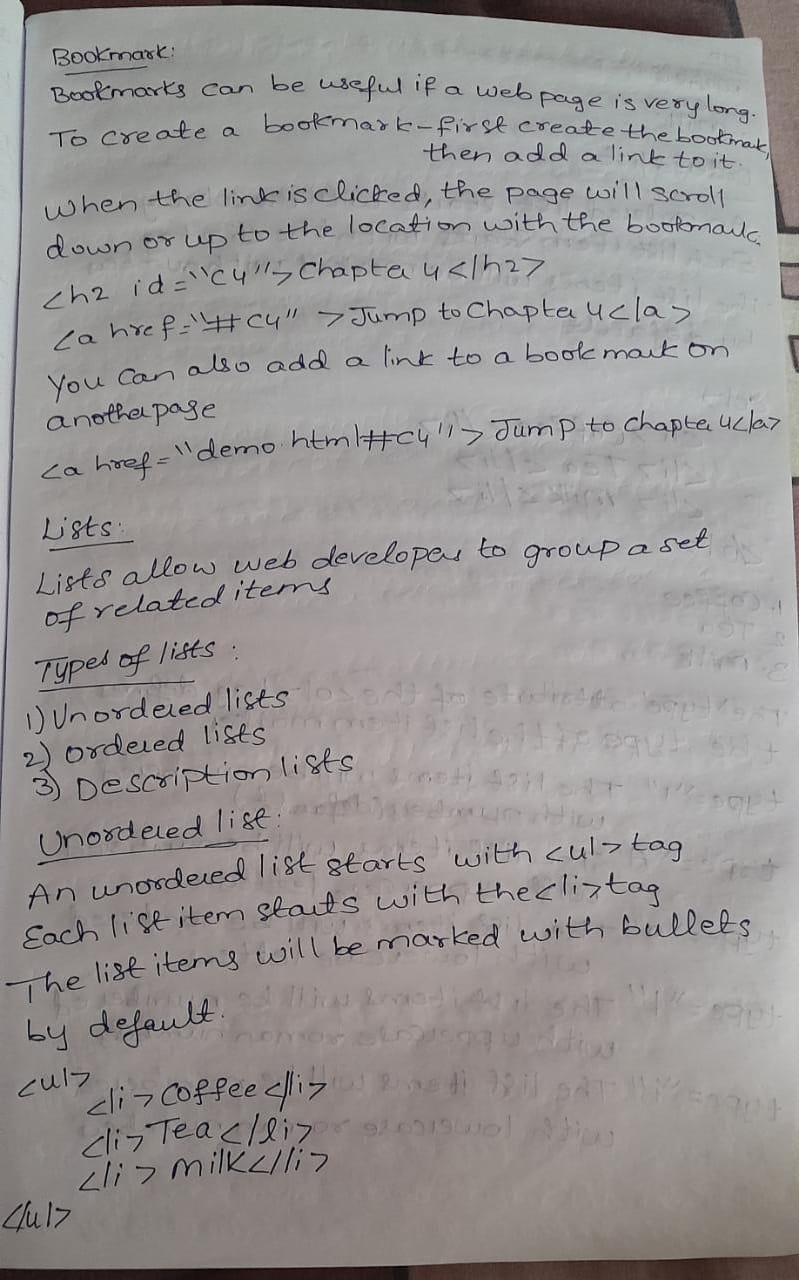 Bookmark:
Bookmarks can be useful if a web page is very long.
To create a bookmark - first create the bookmak,
then add a link to it.
When the link is clicked, the page will scroll
down or up to the location with the bookmark.
<h2 id="C4">Chapter 4</h2>
<a href="#C4">Jump to Chapter 4</a>
You can also add a link to a bookmark on
another page
<a href="demo.html#C4">Jump to Chapter 4</a>
Lists:
Lists allow web developers to group a set
of related items
Types of lists:
1) Unordered lists
2) ordered lists
3) Description lists
Unordered list:
An unordered list starts with <ul> tag
Each list item starts with the <li> tag
The list items will be marked with bullets
by default.
<ul>
<li>Coffee</li>
<li>Tea</li>
<li>milk</li>
</ul>